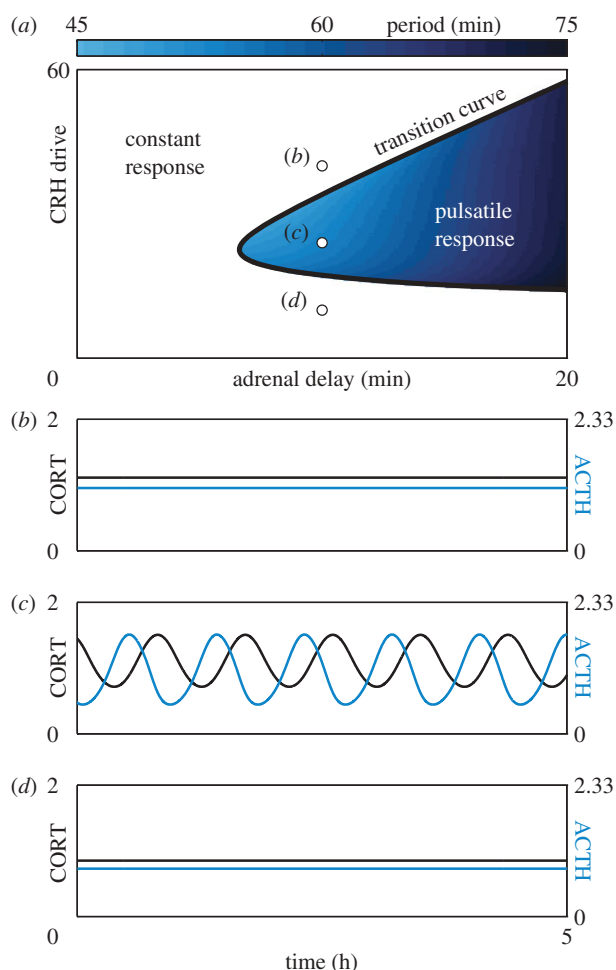 (a) 45 60 period (min) 75
60
CRH drive
constant
response
transition curve
(b)
(c)
pulsatile
response
(d)
0 adrenal delay (min) 20
(b) 2 2.33
CORT ACTH
0 0
(c) 2 2.33
CORT ACTH
0 0
(d) 2 2.33
CORT ACTH
0
0 5
time (h)